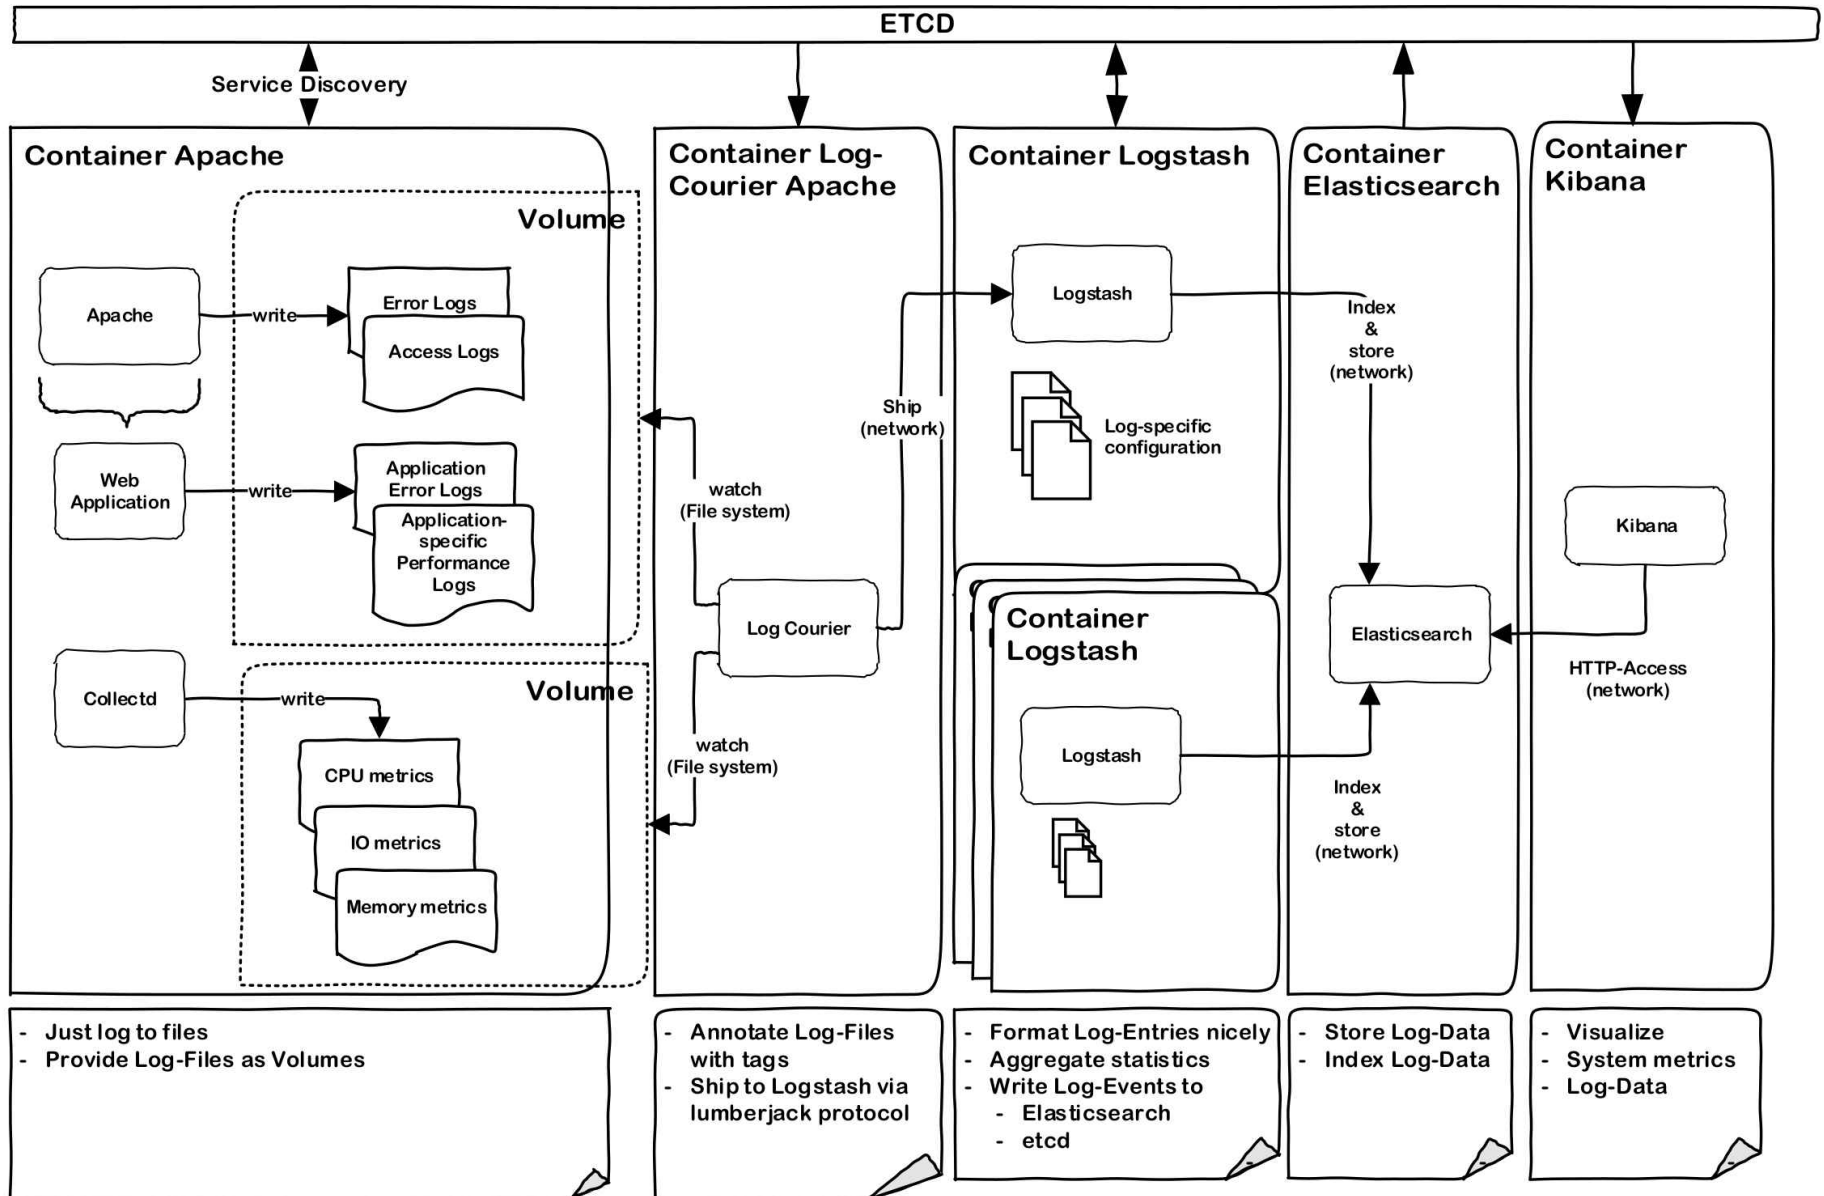 ETCD
Service Discovery
Container Apache
Volume
Apache
write
Error Logs
Access Logs
Web
Application
write
Application
Error Logs
Application-
specific
Performance
Logs
Collectd
write
Volume
CPU metrics
IO metrics
Memory metrics
Container Log-
Courier Apache
watch
(File system)
Log Courier
watch
(File system)
Ship
(network)
Container Logstash
Logstash
Log-specific
configuration
Container
Logstash
Logstash
Container
Elasticsearch
Index
&
store
(network)
Elasticsearch
Index
&
store
(network)
Container
Kibana
Kibana
HTTP-Access
(network)
- Just log to files
- Provide Log-Files as Volumes
- Annotate Log-Files
with tags
- Ship to Logstash via
lumberjack protocol
- Format Log-Entries nicely
- Aggregate statistics
- Write Log-Events to
- Elasticsearch
- etcd
-
- Store Log-Data
- Index Log-Data
-
- Visualize
- System metrics
- Log-Data
-